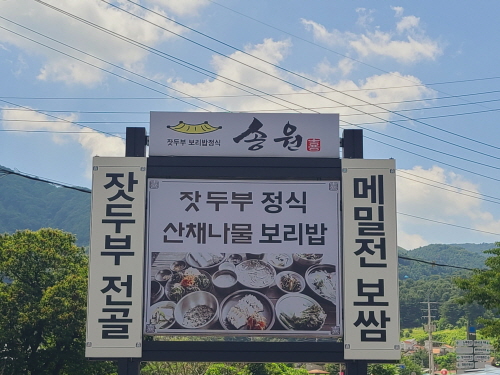 잣두부 보리밥정식
송원
잣두부 전골
잣두부 정식
산채나물 보리밥
메밀전 보쌈